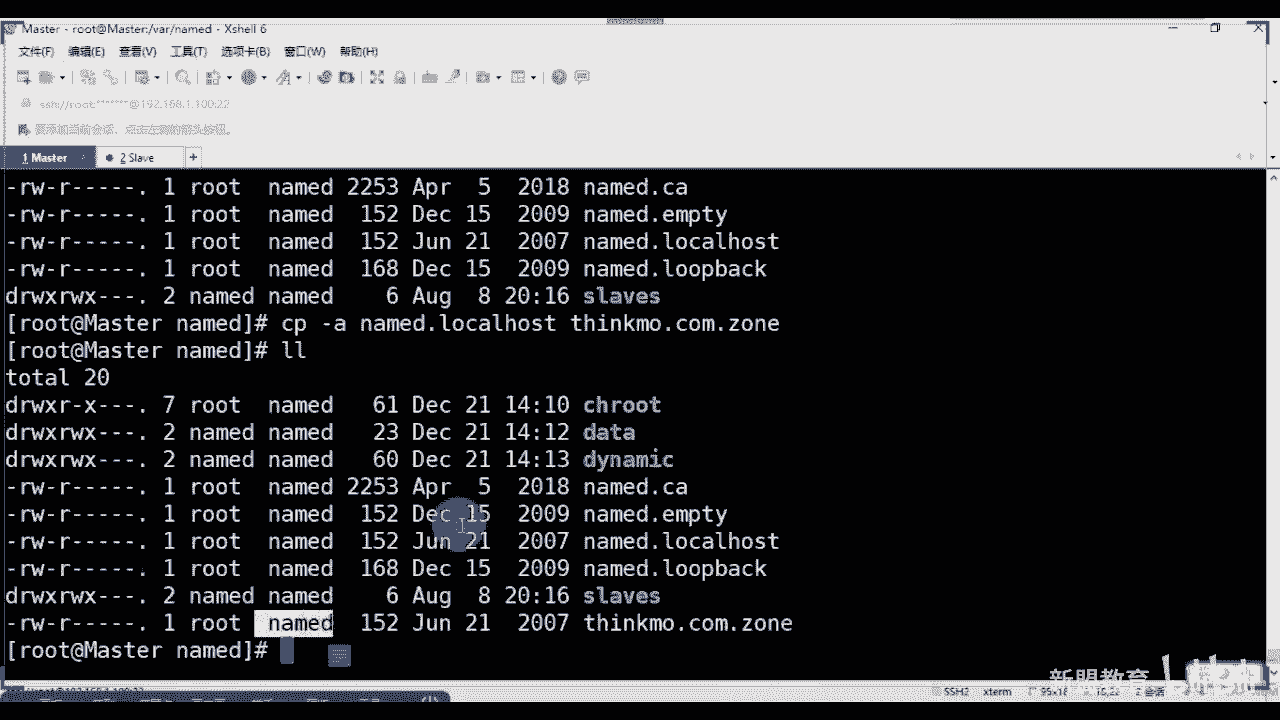 Master - root@Master:/var/named - Xshell 6
文件(F) 编辑(E) 查看(V) 工具(T) 选项卡(B) 窗口(W) 帮助(H)
ssh://root:******@192.168.1.100:22
1 Master 2 Slave +
-rw-r-----. 1 root named 2253 Apr 5 2018 named.ca
-rw-r-----. 1 root named 152 Dec 15 2009 named.empty
-rw-r-----. 1 root named 152 Jun 21 2007 named.localhost
-rw-r-----. 1 root named 168 Dec 15 2009 named.loopback
drwxrwx---. 2 named named 6 Aug 8 20:16 slaves
[root@Master named]# cp -a named.localhost thinkmo.com.zone
[root@Master named]# ll
total 20
drwxr-x---. 7 root named 61 Dec 21 14:10 chroot
drwxrwx---. 2 named named 23 Dec 21 14:12 data
drwxrwx---. 2 named named 60 Dec 21 14:13 dynamic
-rw-r-----. 1 root named 2253 Apr 5 2018 named.ca
-rw-r-----. 1 root named 152 Dec 15 2009 named.empty
-rw-r-----. 1 root named 152 Jun 21 2007 named.localhost
-rw-r-----. 1 root named 168 Dec 15 2009 named.loopback
drwxrwx---. 2 named named 6 Aug 8 20:16 slaves
-rw-r-----. 1 root named 152 Jun 21 2007 thinkmo.com.zone
[root@Master named]#
新盟教育
SSH2 xterm